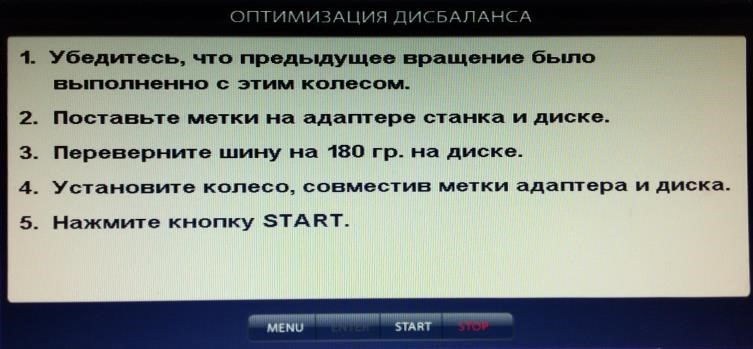 ОПТИМИЗАЦИЯ ДИСБАЛАНСА
1. Убедитесь, что предыдущее вращение было
выполненно с этим колесом.
2. Поставьте метки на адаптере станка и диске.
3. Переверните шину на 180 гр. на диске.
4. Установите колесо, совместив метки адаптера и диска.
5. Нажмите кнопку START.
MENU ENTER START STOP